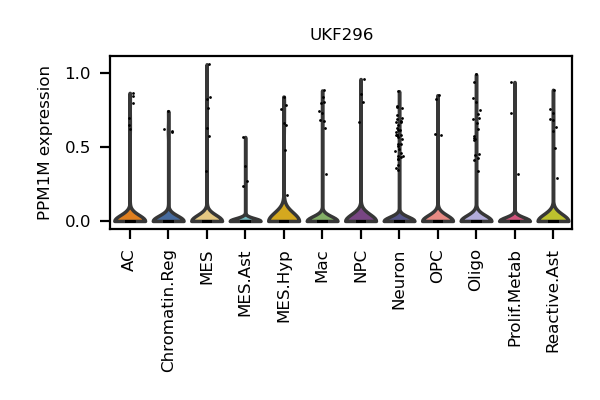 UKF296
PPM1M expression
1.0
0.5
0.0
AC
Chromatin.Reg
MES
MES.Ast
MES.Hyp
Mac
NPC
Neuron
OPC
Oligo
Prolif.Metab
Reactive.Ast